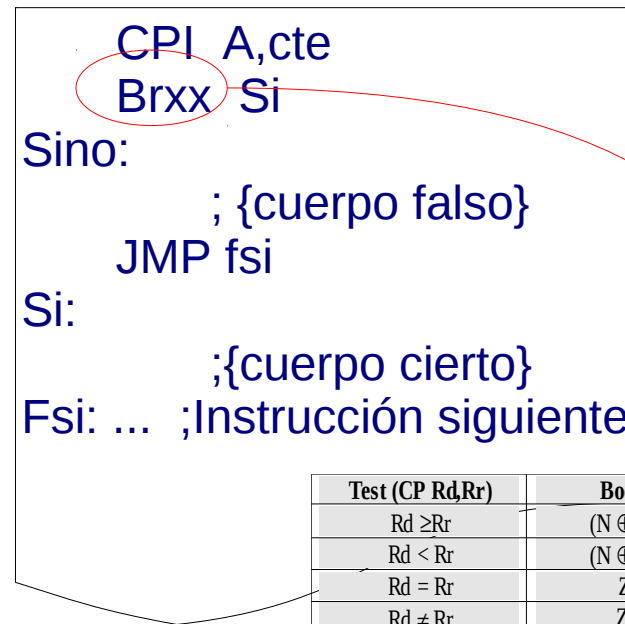 CPI A,cte
Brxx Si
Sino:
; {cuerpo falso}
JMP fsi
Si:
;{cuerpo cierto}
Fsi: ... ;Instrucción siguiente
Test (CP Rd,Rr) Bo
Rd ≥Rr (N ⊕
Rd < Rr (N ⊕
Rd = Rr Z
Rd ≠ Rr Z